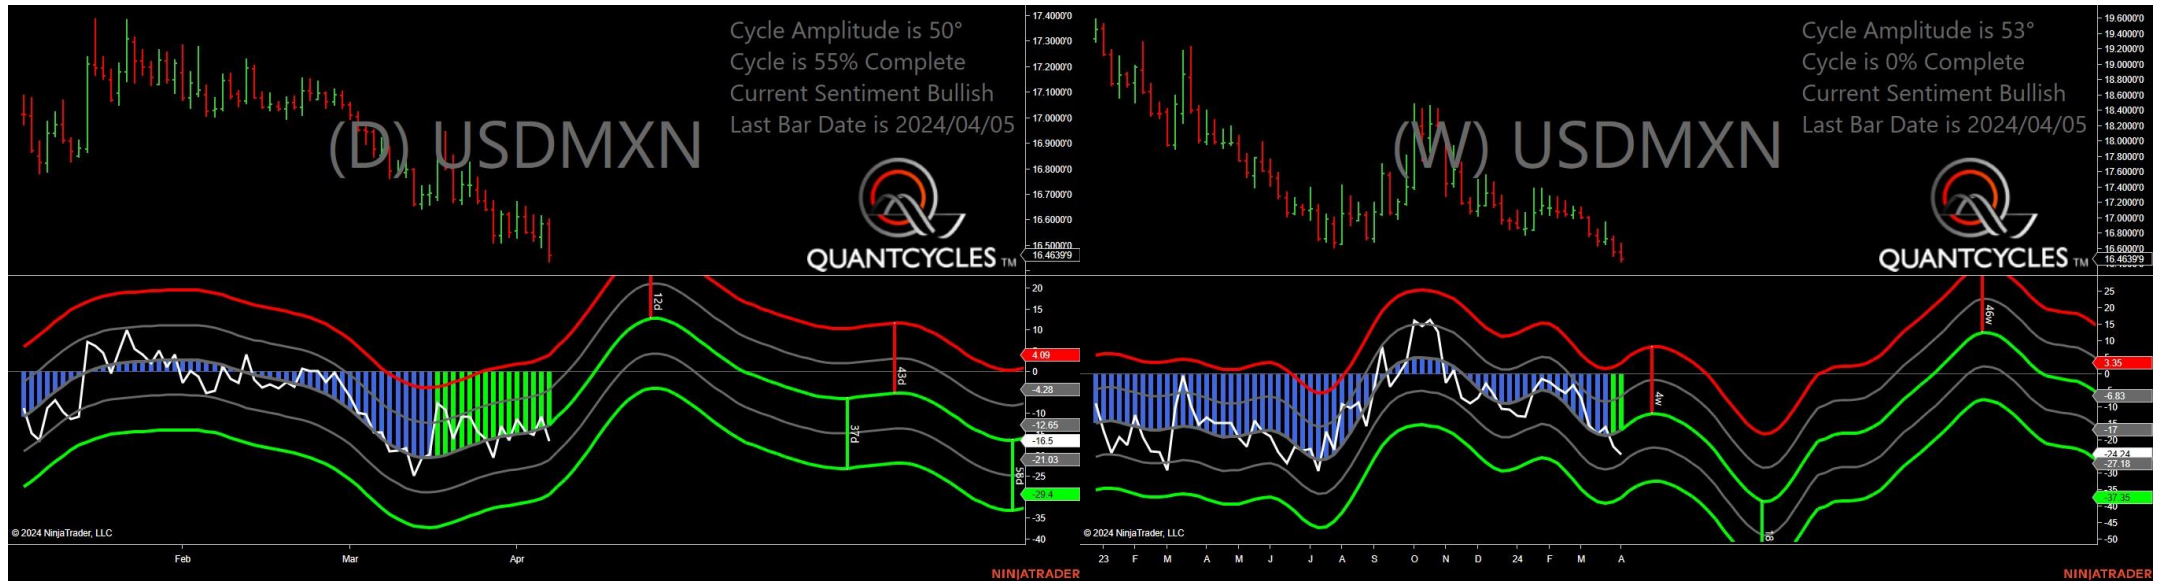 Cycle Amplitude is 50°
Cycle is 55% Complete
Current Sentiment Bullish
Last Bar Date is 2024/04/05
(D) USDMXN
QUANTCYCLES TM
17.4000'0
17.3000'0
17.2000'0
17.1000'0
17.0000'0
16.9000'0
16.8000'0
16.7000'0
16.6000'0
16.5000'0
16.4639'9
12d
43d
37d
58d
20
15
10
5
4.09
0
-4.28
-10
-12.65
-16.5
-21.03
-25
-29.4
-35
-40
© 2024 NinjaTrader, LLC
Feb Mar Apr
NINJATRADER
Cycle Amplitude is 53°
Cycle is 0% Complete
Current Sentiment Bullish
Last Bar Date is 2024/04/05
(W) USDMXN
QUANTCYCLES TM
19.6000'0
19.4000'0
19.2000'0
19.0000'0
18.8000'0
18.6000'0
18.4000'0
18.2000'0
18.0000'0
17.8000'0
17.6000'0
17.4000'0
17.2000'0
17.0000'0
16.8000'0
16.6000'0
16.4639'9
46w
4w
18
25
20
15
10
3.35
0
-6.83
-10
-17
-20
-24.24
-27.18
-30
-37.35
-40
-45
-50
© 2024 NinjaTrader, LLC
23 F M A M J J A S O N D 24 F M A
NINJATRADER